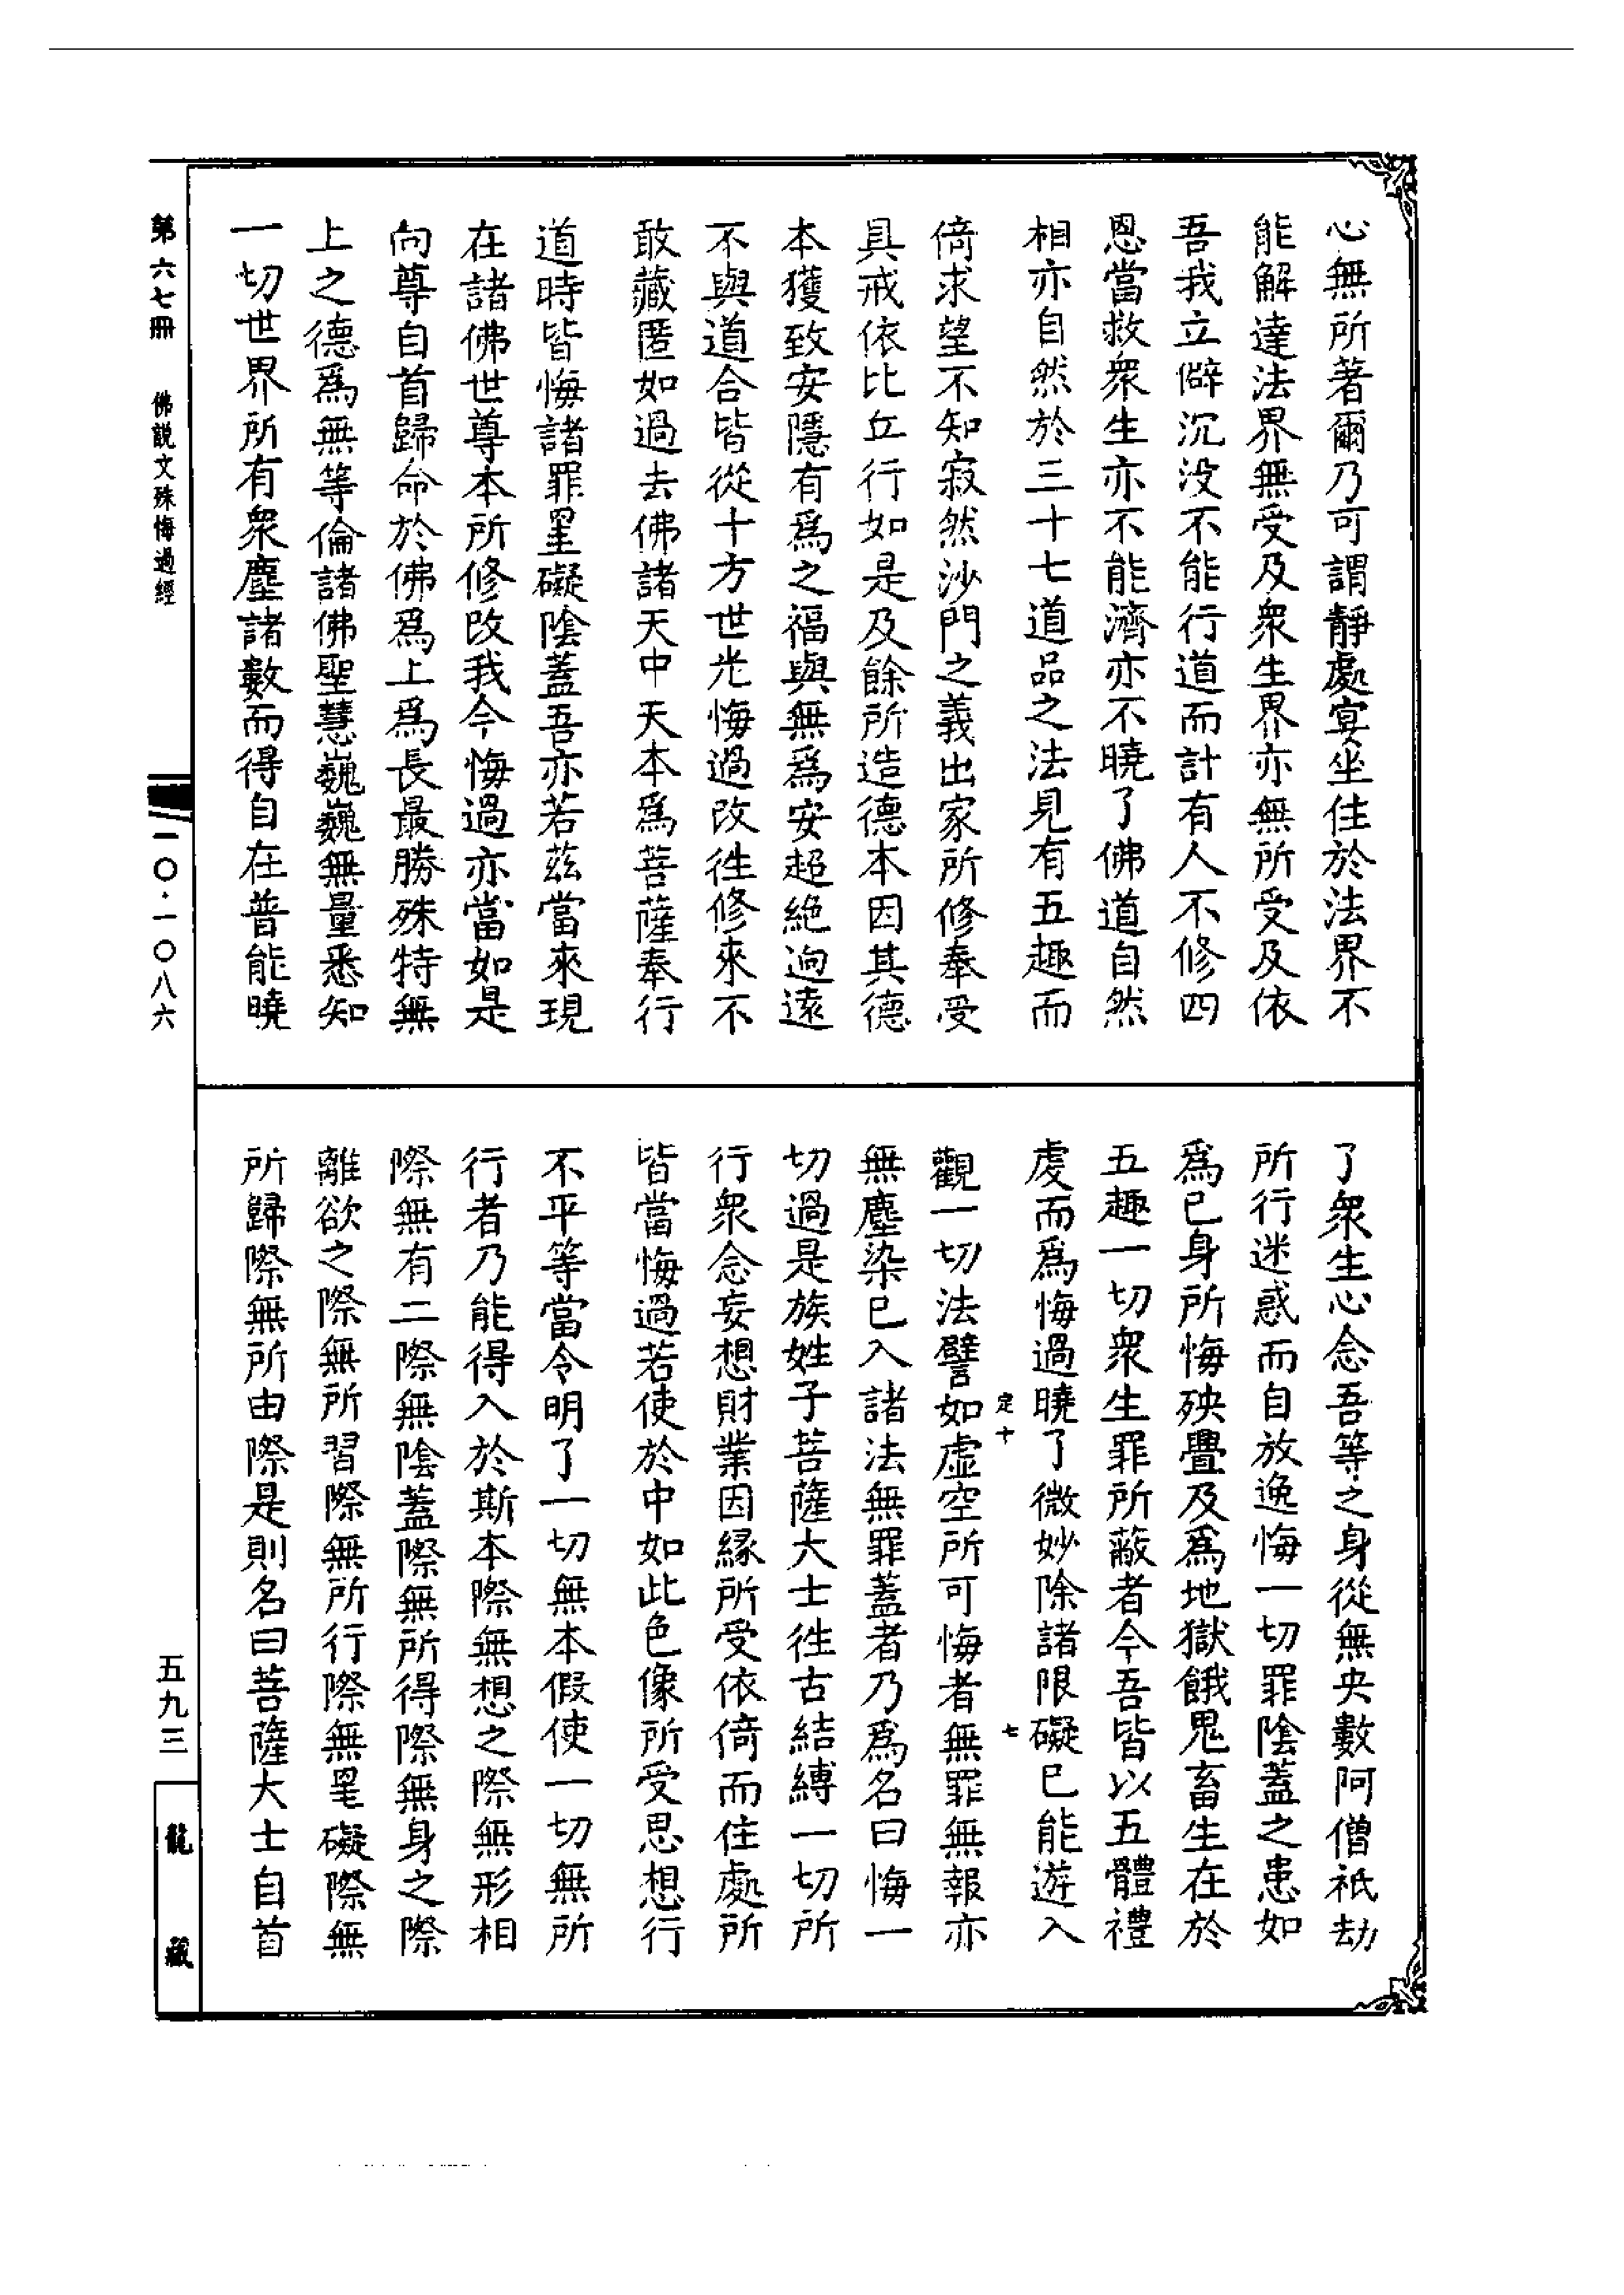 心無所著爾乃可謂靜處宴坐住於法界不
能解達法界無受及衆生界亦無所受及依
吾我立僻沉没不能行道而計有人不修四
恩當救衆生亦不能濟亦不曉了佛道自然
相亦自然於三十七道品之法見有五趣而
倚求望不知寂然沙門之義出家所修奉受
具戒依比丘行如是及餘所造德本因其德
本獲致安隱有爲之福與無爲安超絶逈遠
不與道合皆從十方世光悔過改徃修來不
敢藏匿如過去佛諸天中天本爲菩薩奉行
道時皆悔諸罪罣礙陰蓋吾亦若茲當來現
在諸佛世尊本所修改我今悔過亦當如是
向尊自首歸命於佛爲上爲長最勝殊特無
上之德爲無等倫諸佛聖慧巍巍無量悉知
一切世界所有衆塵諸數而得自在普能曉
了衆生心念吾等之身從無央數阿僧祇劫
所行迷惑而自放逸悔一切罪陰蓋之患如
爲已身所悔殃疊及爲地獄餓鬼畜生在於
五趣一切衆生罪所蔽者今吾皆以五體禮
處而爲悔過曉了微妙除諸限礙已能遊入
定十 七
觀一切法譬如虛空所可悔者無罪無報亦
無塵染已入諸法無罪蓋者乃爲名曰悔一
切過是族姓子菩薩大士徃古結縛一切所
行衆念妄想財業因緣所受依倚而住處所
皆當悔過若使於中如此色像所受思想行
不平等當令明了一切無本假使一切無所
行者乃能得入於斯本際無想之際無形相
際無有二際無陰蓋際無所得際無身之際
離欲之際無所習際無所行際無罣礙際無
所歸際無所由際是則名曰菩薩大士自首
第六七冊 佛説文殊悔過經
一〇·一〇八六
五九三
龍藏